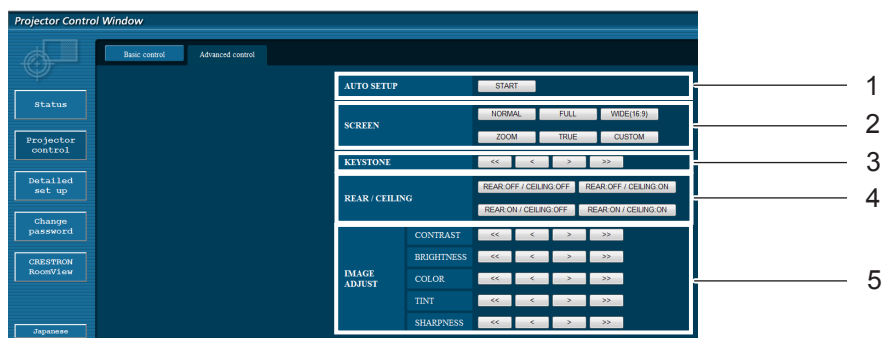 Projector Control Window
Basic control
Advanced control
Status
Projector
control
Detailed
set up
Change
password
CRESTRON
RoomView
Japanese
AUTO SETUP
START
1
SCREEN
NORMAL FULL WIDE(16:9)
ZOOM TRUE CUSTOM
2
KEYSTONE
<< < > >>
3
REAR / CEILING
REAR:OFF / CEILING:OFF REAR:OFF / CEILING:ON
REAR:ON / CEILING:OFF REAR:ON / CEILING:ON
4
IMAGE
ADJUST
CONTRAST << < > >>
BRIGHTNESS << < > >>
COLOR << < > >>
TINT << < > >>
SHARPNESS << < > >>
5